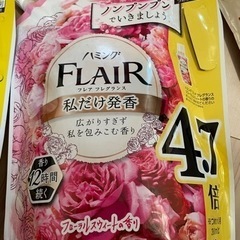 ノンプンプン
でいきましょう
ハミング
FLAIR
フレア フレグランス
私だけ発香
広がりすぎず
私を包みこむ香り
香り
12時間
続く
4.7
倍
フローラルスウィートの香り